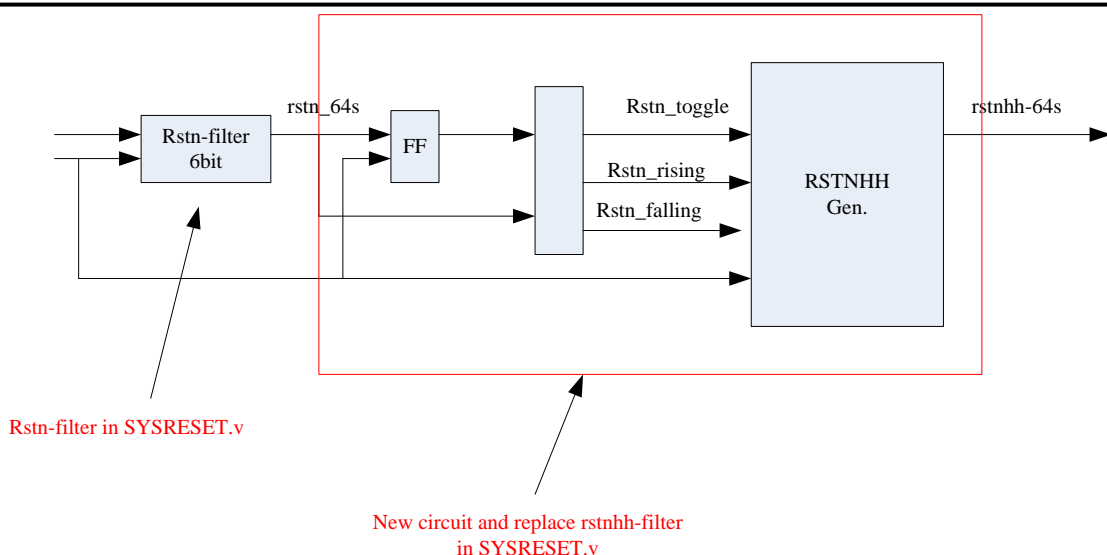 rstn_64s
Rstn-filter
6bit
FF
Rstn_toggle
Rstn_rising
Rstn_falling
RSTNHH
Gen.
rstnhh-64s
Rstn-filter in SYSRESET.v
New circuit and replace rstnhh-filter
in SYSRESET.v